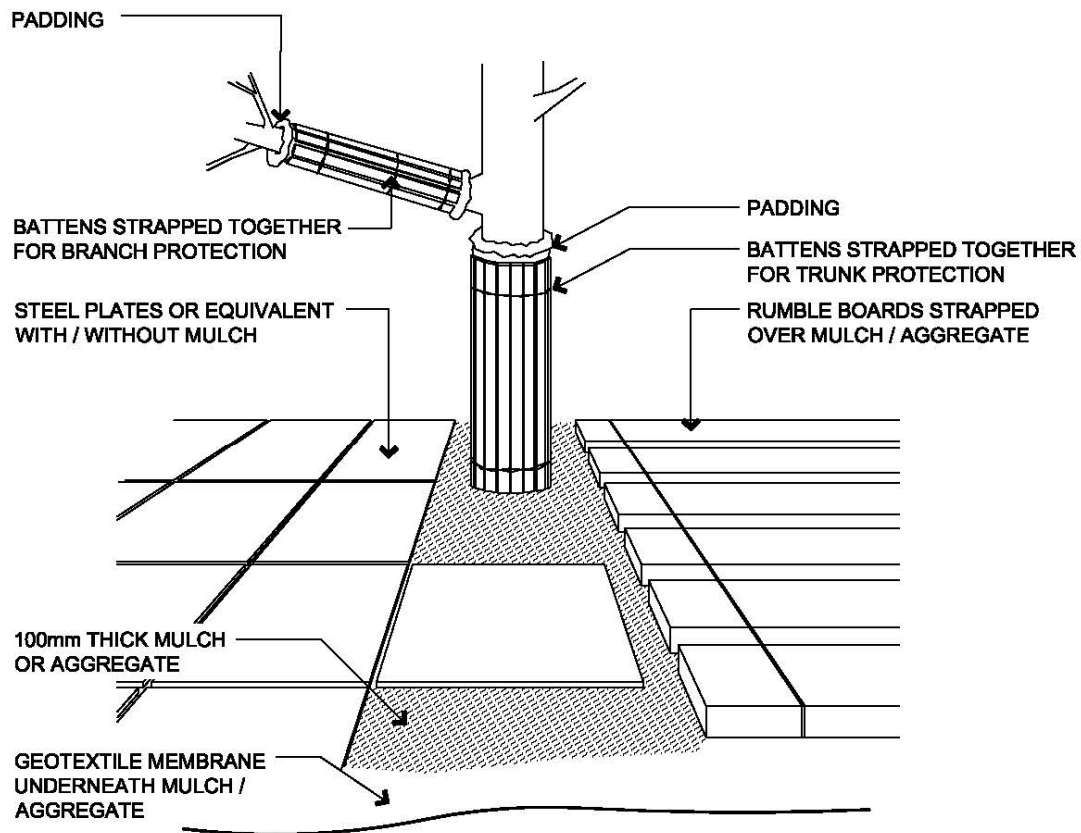 PADDING
BATTENS STRAPPED TOGETHER
FOR BRANCH PROTECTION
STEEL PLATES OR EQUIVALENT
WITH / WITHOUT MULCH
100mm THICK MULCH
OR AGGREGATE
GEOTEXTILE MEMBRANE
UNDERNEATH MULCH /
AGGREGATE
PADDING
BATTENS STRAPPED TOGETHER
FOR TRUNK PROTECTION
RUMBLE BOARDS STRAPPED
OVER MULCH / AGGREGATE